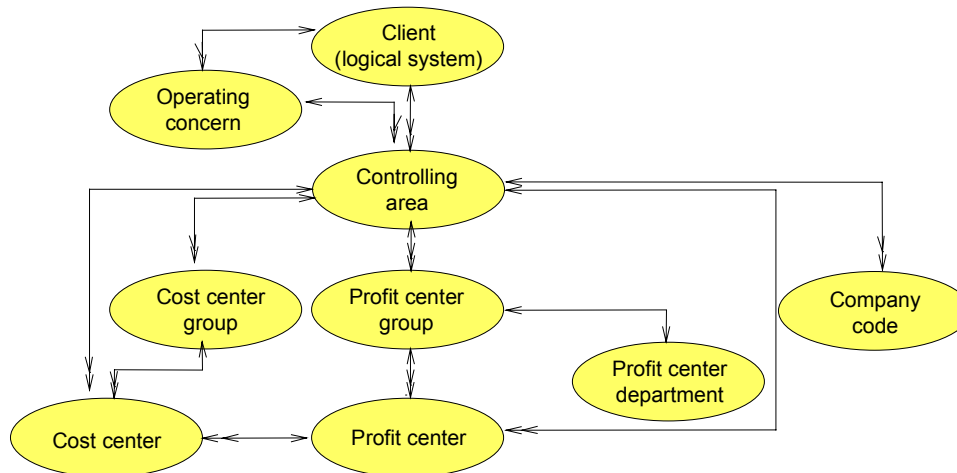 Client
(logical system)
Operating
concern
Controlling
area
Cost center
group
Profit center
group
Company
code
Profit center
department
Cost center
Profit center